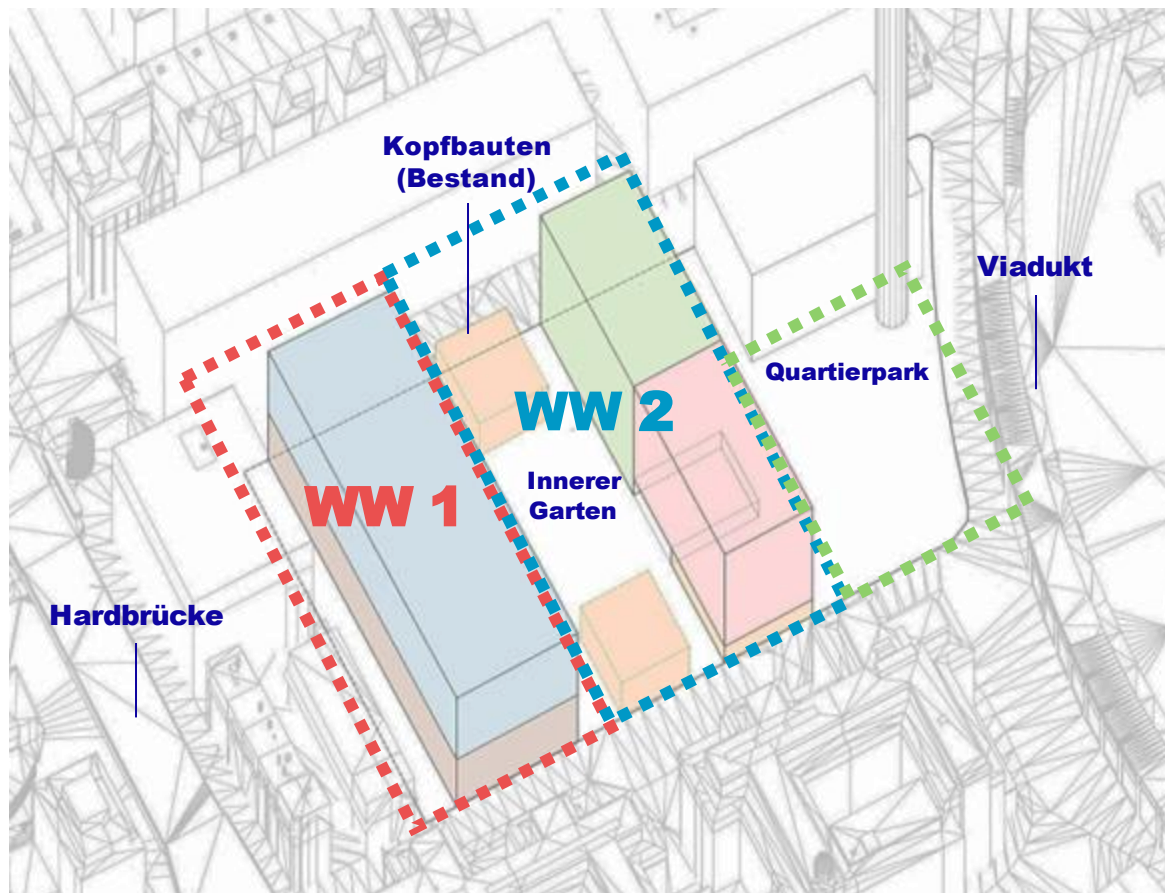 Kopfbauten
(Bestand)
Viadukt
Quartierpark
WW 2
Innerer
Garten
WW 1
Hardbrücke